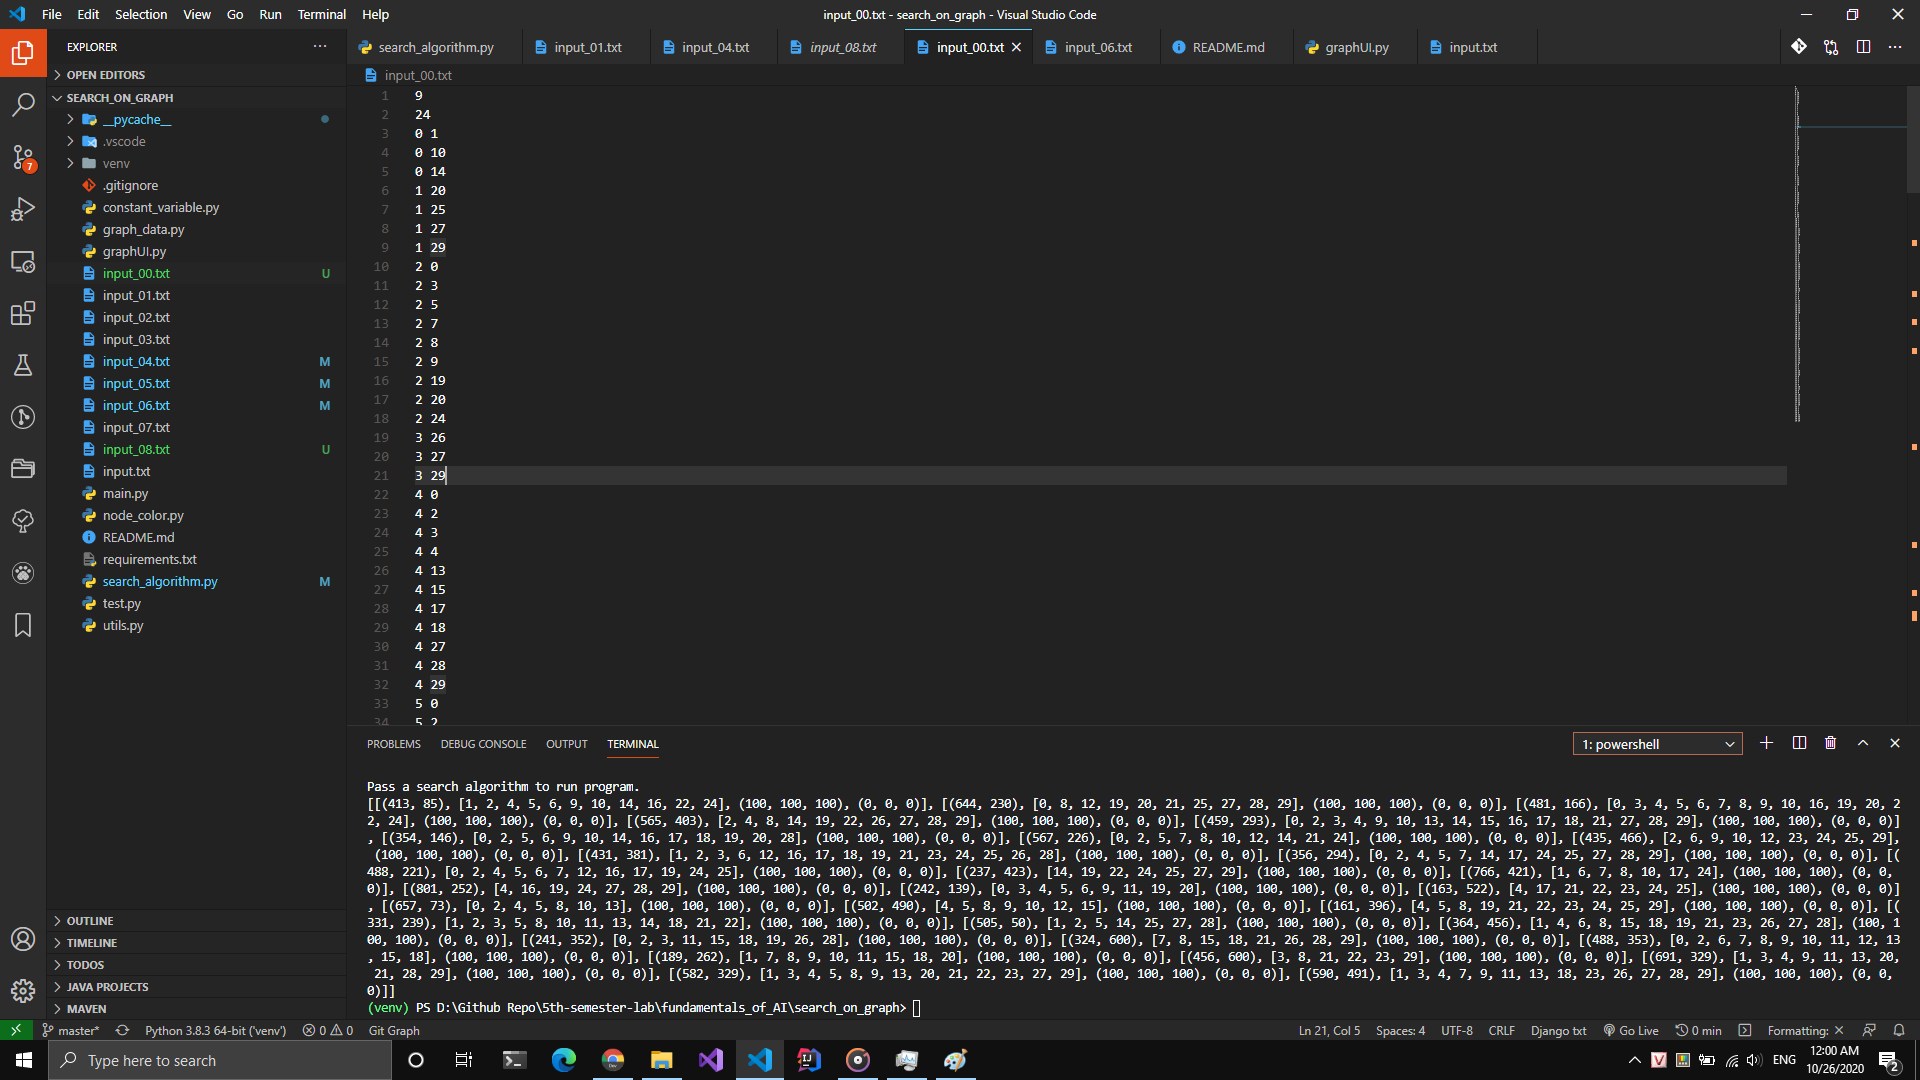 File Edit Selection View Go Run Terminal Help
input_00.txt - search_on_graph - Visual Studio Code
EXPLORER
OPEN EDITORS
SEARCH_ON_GRAPH
__pycache__
.vscode
venv
.gitignore
constant_variable.py
graph_data.py
graphUI.py
input_00.txt U
input_01.txt
input_02.txt
input_03.txt
input_04.txt M
input_05.txt M
input_06.txt M
input_07.txt
input_08.txt U
input.txt
main.py
node_color.py
README.md
requirements.txt
search_algorithm.py M
test.py
utils.py
OUTLINE
TIMELINE
TODOS
JAVA PROJECTS
MAVEN
7
search_algorithm.py input_01.txt input_04.txt input_08.txt input_00.txt input_06.txt README.md graphUI.py input.txt
input_00.txt
1 9
2 24
3 0 1
4 0 10
5 0 14
6 1 20
7 1 25
8 1 27
9 1 29
10 2 0
11 2 3
12 2 5
13 2 7
14 2 8
15 2 9
16 2 19
17 2 20
18 2 24
19 3 26
20 3 27
21 3 29
22 4 0
23 4 2
24 4 3
25 4 4
26 4 13
27 4 15
28 4 17
29 4 18
30 4 27
31 4 28
32 4 29
33 5 0
34 5 2
PROBLEMS DEBUG CONSOLE OUTPUT TERMINAL
1: powershell
Pass a search algorithm to run program.
[[(413, 85), [1, 2, 4, 5, 6, 9, 10, 14, 16, 22, 24], (100, 100, 100), (0, 0, 0)], [(644, 230), [0, 8, 12, 19, 20, 21, 25, 27, 28, 29], (100, 100, 100), (0, 0, 0)], [(481, 166), [0, 3, 4, 5, 6, 7, 8, 9, 10, 16, 19, 20, 2
2, 24], (100, 100, 100), (0, 0, 0)], [(565, 403), [2, 4, 8, 14, 19, 22, 26, 27, 28, 29], (100, 100, 100), (0, 0, 0)], [(459, 293), [0, 2, 3, 4, 9, 10, 13, 14, 15, 16, 17, 18, 21, 27, 28, 29], (100, 100, 100), (0, 0, 0)]
, [(354, 146), [0, 2, 5, 6, 9, 10, 14, 16, 17, 18, 19, 20, 28], (100, 100, 100), (0, 0, 0)], [(567, 226), [0, 2, 5, 7, 8, 10, 12, 14, 21, 24], (100, 100, 100), (0, 0, 0)], [(435, 466), [2, 6, 9, 10, 12, 23, 24, 25, 29],
(100, 100, 100), (0, 0, 0)], [(431, 381), [1, 2, 3, 6, 12, 16, 17, 18, 19, 21, 23, 24, 25, 26, 28], (100, 100, 100), (0, 0, 0)], [(356, 294), [0, 2, 4, 5, 7, 14, 17, 24, 25, 27, 28, 29], (100, 100, 100), (0, 0, 0)], [(
488, 221), [0, 2, 4, 5, 6, 7, 12, 16, 17, 19, 24, 25], (100, 100, 100), (0, 0, 0)], [(237, 423), [14, 19, 22, 24, 25, 27, 29], (100, 100, 100), (0, 0, 0)], [(766, 421), [1, 6, 7, 8, 10, 17, 24], (100, 100, 100), (0, 0, 
0)], [(801, 252), [4, 16, 19, 24, 27, 28, 29], (100, 100, 100), (0, 0, 0)], [(242, 139), [0, 3, 4, 5, 6, 9, 11, 19, 20], (100, 100, 100), (0, 0, 0)], [(163, 522), [4, 17, 21, 22, 23, 24, 25], (100, 100, 100), (0, 0, 0)]
, [(657, 73), [0, 2, 4, 5, 8, 10, 13], (100, 100, 100), (0, 0, 0)], [(502, 490), [4, 5, 8, 9, 10, 12, 15], (100, 100, 100), (0, 0, 0)], [(161, 396), [4, 5, 8, 19, 21, 22, 23, 24, 25, 29], (100, 100, 100), (0, 0, 0)], [(
331, 239), [1, 2, 3, 5, 8, 10, 11, 13, 14, 18, 21, 22], (100, 100, 100), (0, 0, 0)], [(505, 50), [1, 2, 5, 14, 25, 27, 28], (100, 100, 100), (0, 0, 0)], [(364, 456), [1, 4, 6, 8, 15, 18, 19, 21, 23, 26, 27, 28], (100, 1
00, 100), (0, 0, 0)], [(241, 352), [0, 2, 3, 11, 15, 18, 19, 26, 28], (100, 100, 100), (0, 0, 0)], [(324, 600), [7, 8, 15, 18, 21, 26, 28, 29], (100, 100, 100), (0, 0, 0)], [(488, 353), [0, 2, 6, 7, 8, 9, 10, 11, 12, 13
, 15, 18], (100, 100, 100), (0, 0, 0)], [(189, 262), [1, 7, 8, 9, 10, 11, 15, 18, 20], (100, 100, 100), (0, 0, 0)], [(456, 600), [3, 8, 21, 22, 23, 29], (100, 100, 100), (0, 0, 0)], [(691, 329), [1, 3, 4, 9, 11, 13, 20,
21, 28, 29], (100, 100, 100), (0, 0, 0)], [(582, 329), [1, 3, 4, 5, 8, 9, 13, 20, 21, 22, 23, 27, 29], (100, 100, 100), (0, 0, 0)], [(590, 491), [1, 3, 4, 7, 9, 11, 13, 18, 23, 26, 27, 28, 29], (100, 100, 100), (0, 0,
0)]]
(venv) PS D:\Github Repo\5th-semester-lab\fundamentals_of_AI\search_on_graph>
master* Python 3.8.3 64-bit ('venv') 0 0 Git Graph Ln 21, Col 5 Spaces: 4 UTF-8 CRLF Django txt Go Live 0 min Formatting:
Type here to search
ENG 12:00 AM
10/26/2020 2